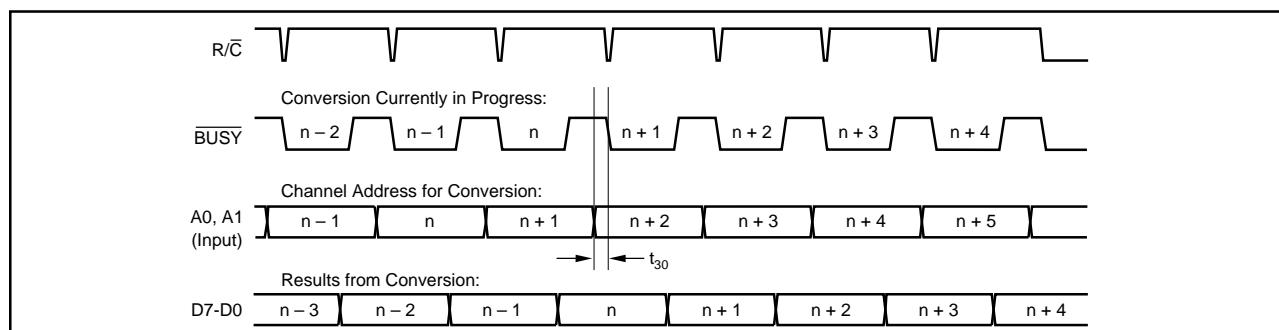 R/C̅
Conversion Currently in Progress:
B̅U̅S̅Y̅
n – 2 n – 1 n n + 1 n + 2 n + 3 n + 4
Channel Address for Conversion:
A0, A1
(Input)
n – 1 n n + 1 n + 2 n + 3 n + 4 n + 5
t30
Results from Conversion:
D7-D0
n – 3 n – 2 n – 1 n n + 1 n + 2 n + 3 n + 4